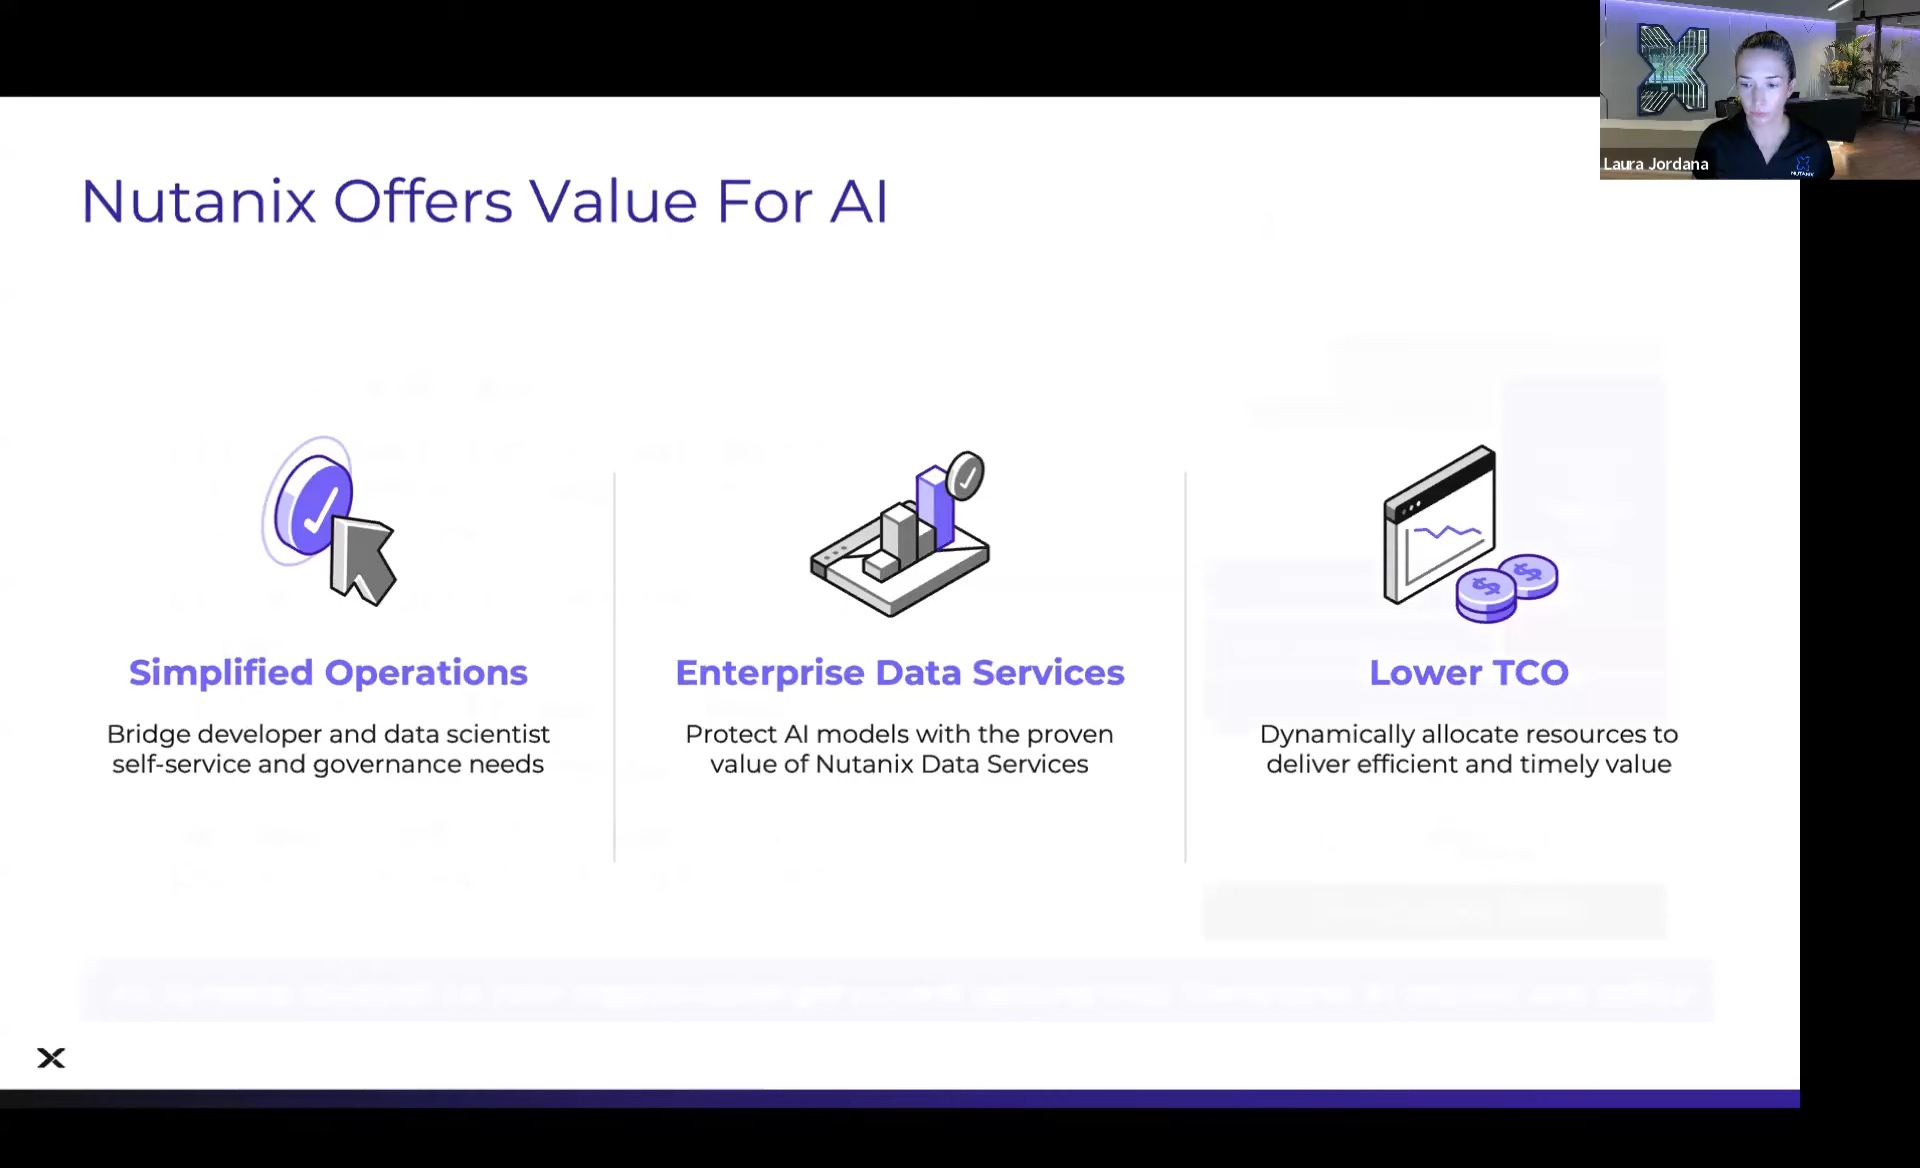 Laura Jordana
NUTANIX
Nutanix Offers Value For AI
Simplified Operations
Bridge developer and data scientist
self-service and governance needs
Enterprise Data Services
Protect AI models with the proven
value of Nutanix Data Services
Lower TCO
Dynamically allocate resources to
deliver efficient and timely value